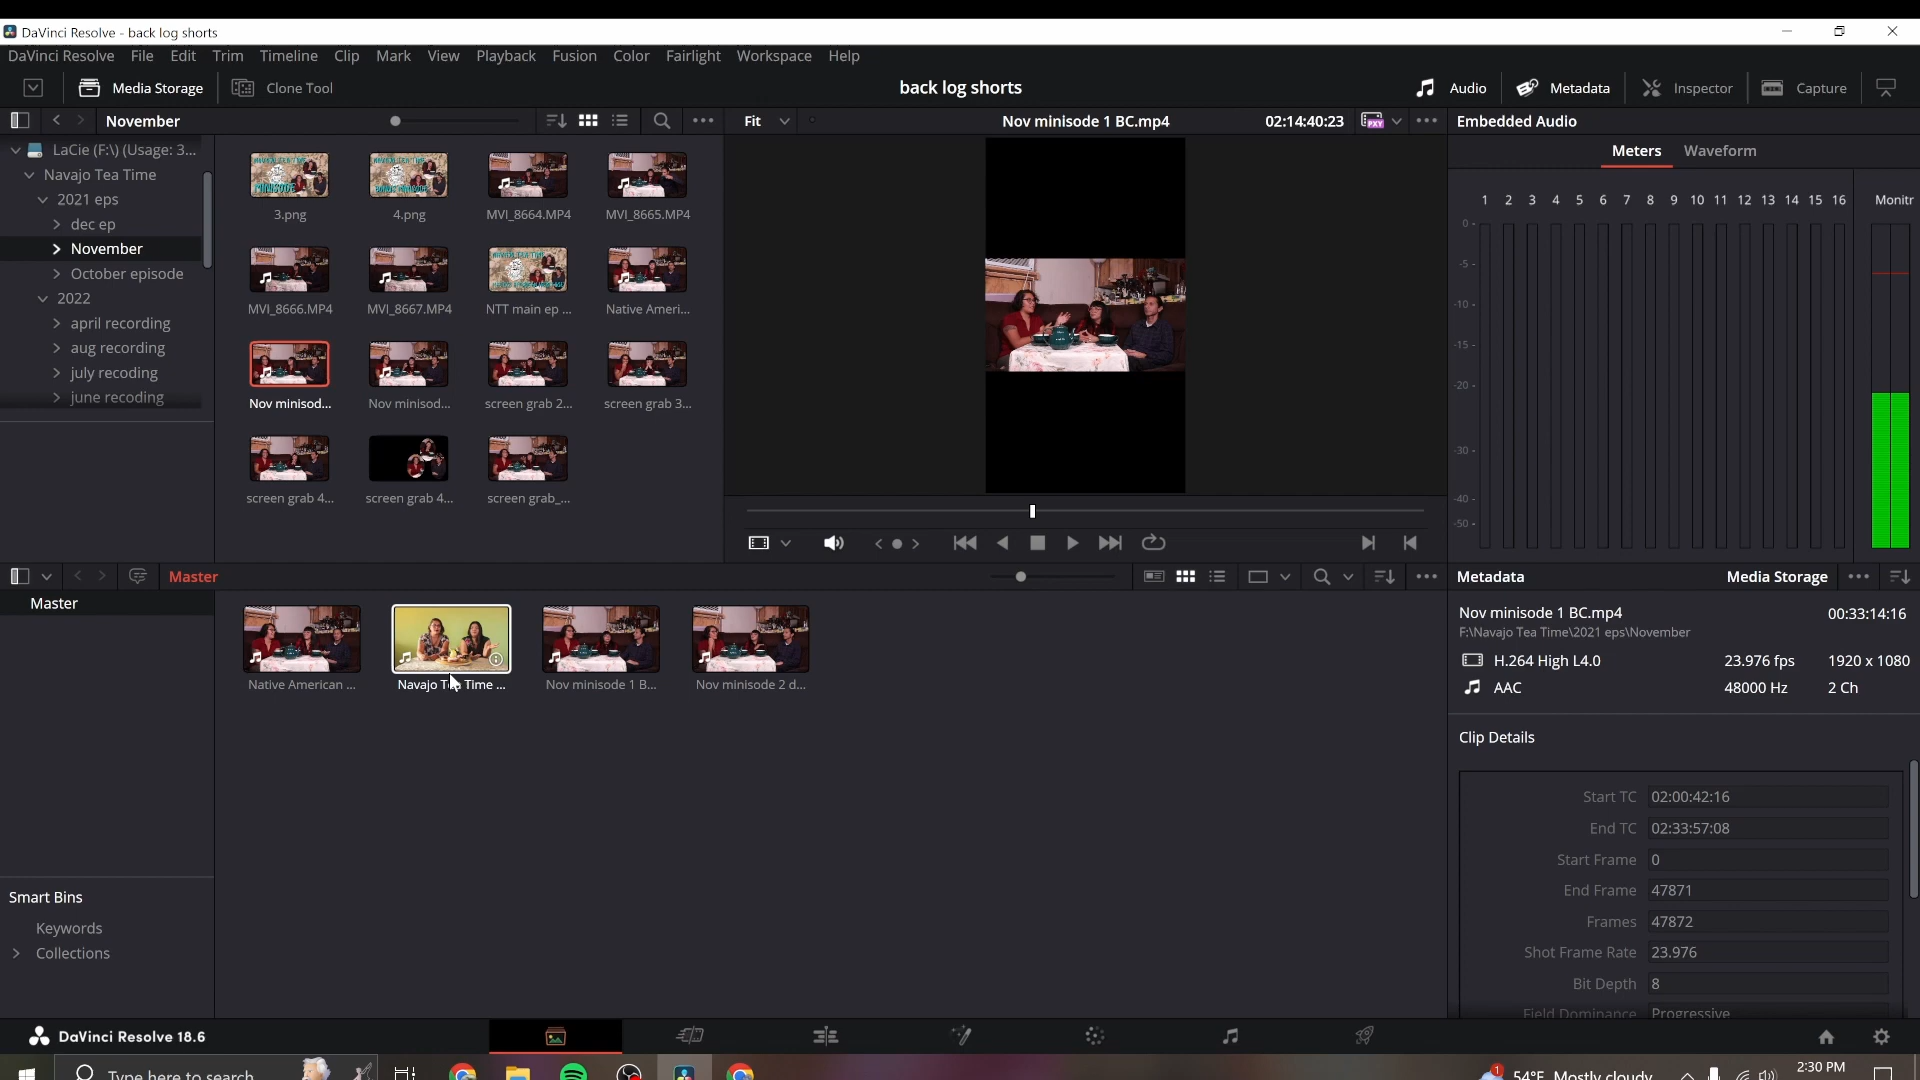 DaVinci Resolve - back log shorts
DaVinci Resolve File Edit Trim Timeline Clip Mark View Playback Fusion Color Fairlight Workspace Help
Media Storage Clone Tool back log shorts Audio Metadata Inspector Capture
November Fit Nov minisode 1 BC.mp4 02:14:40:23 PXY Embedded Audio
LaCie (F:\) (Usage: 3...
Navajo Tea Time
2021 eps
dec ep
November
October episode
2022
april recording
aug recording
july recoding
june recoding
3.png 4.png MVI_8664.MP4 MVI_8665.MP4
MVI_8666.MP4 MVI_8667.MP4 NTT main ep ... Native Ameri...
Nov minisod... Nov minisod... screen grab 2... screen grab 3...
screen grab 4... screen grab 4... screen grab_...
Meters Waveform
1 2 3 4 5 6 7 8 9 10 11 12 13 14 15 16 Monitr
0
-5
-10
-15
-20
-30
-40
-50
Master
Master
Native American ... Navajo Tea Time ... Nov minisode 1 B... Nov minisode 2 d...
Metadata Media Storage
Nov minisode 1 BC.mp4 00:33:14:16
F:\Navajo Tea Time\2021 eps\November
H.264 High L4.0 23.976 fps 1920 x 1080
AAC 48000 Hz 2 Ch
Clip Details
Start TC 02:00:42:16
End TC 02:33:57:08
Start Frame 0
End Frame 47871
Frames 47872
Shot Frame Rate 23.976
Bit Depth 8
Field Dominance Progressive
Smart Bins
Keywords
Collections
DaVinci Resolve 18.6
Type here to search 1 54°F Mostly cloudy 2:30 PM